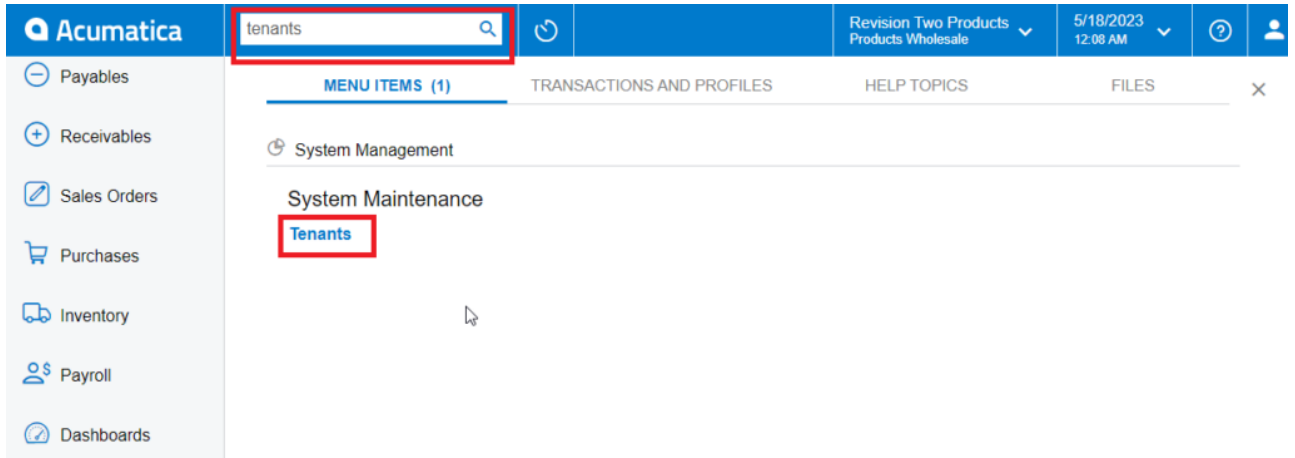 Acumatica
tenants
Revision Two Products
Products Wholesale
5/18/2023
12:08 AM
Payables
Receivables
Sales Orders
Purchases
Inventory
Payroll
Dashboards
MENU ITEMS (1)
TRANSACTIONS AND PROFILES
HELP TOPICS
FILES
System Management
System Maintenance
Tenants